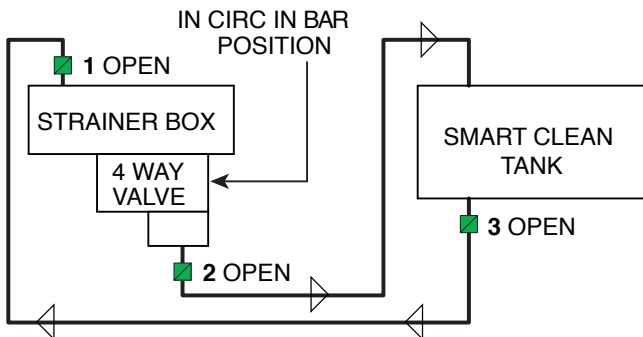 IN CIRC IN BAR
POSITION
1 OPEN
STRAINER BOX
4 WAY
VALVE
2 OPEN
SMART CLEAN
TANK
3 OPEN